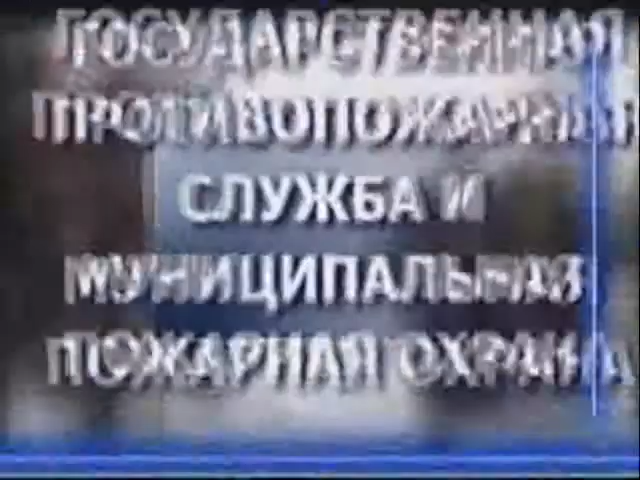 ГОСУДАРСТВЕННАЯ
ПРОТИВОПОЖАРНАЯ
СЛУЖБА И
МУНИЦИПАЛЬНАЯ
ПОЖАРНАЯ ОХРАНА